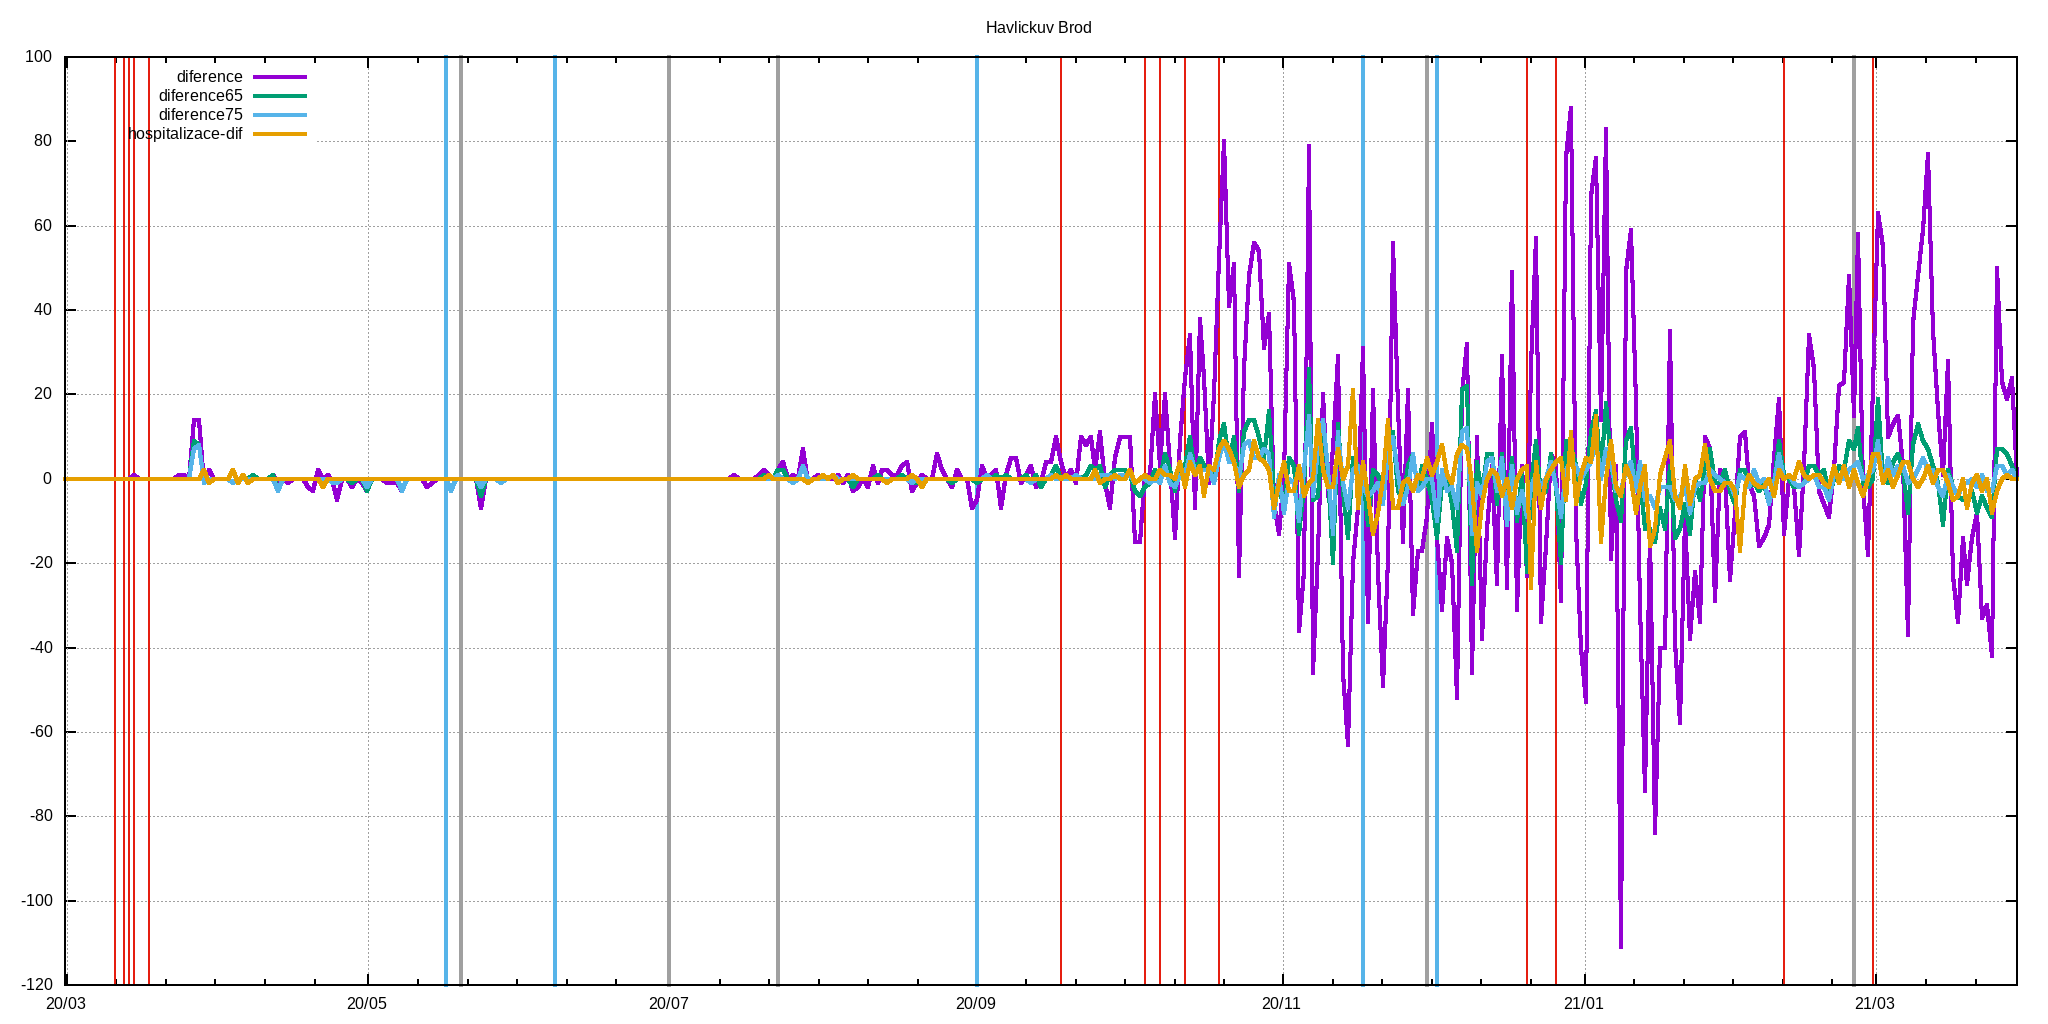 Havlickuv Brod
100
80
60
40
20
0
-20
-40
-60
-80
-100
-120
diference
diference65
diference75
hospitalizace-dif
20/03 20/05 20/07 20/09 20/11 21/01 21/03